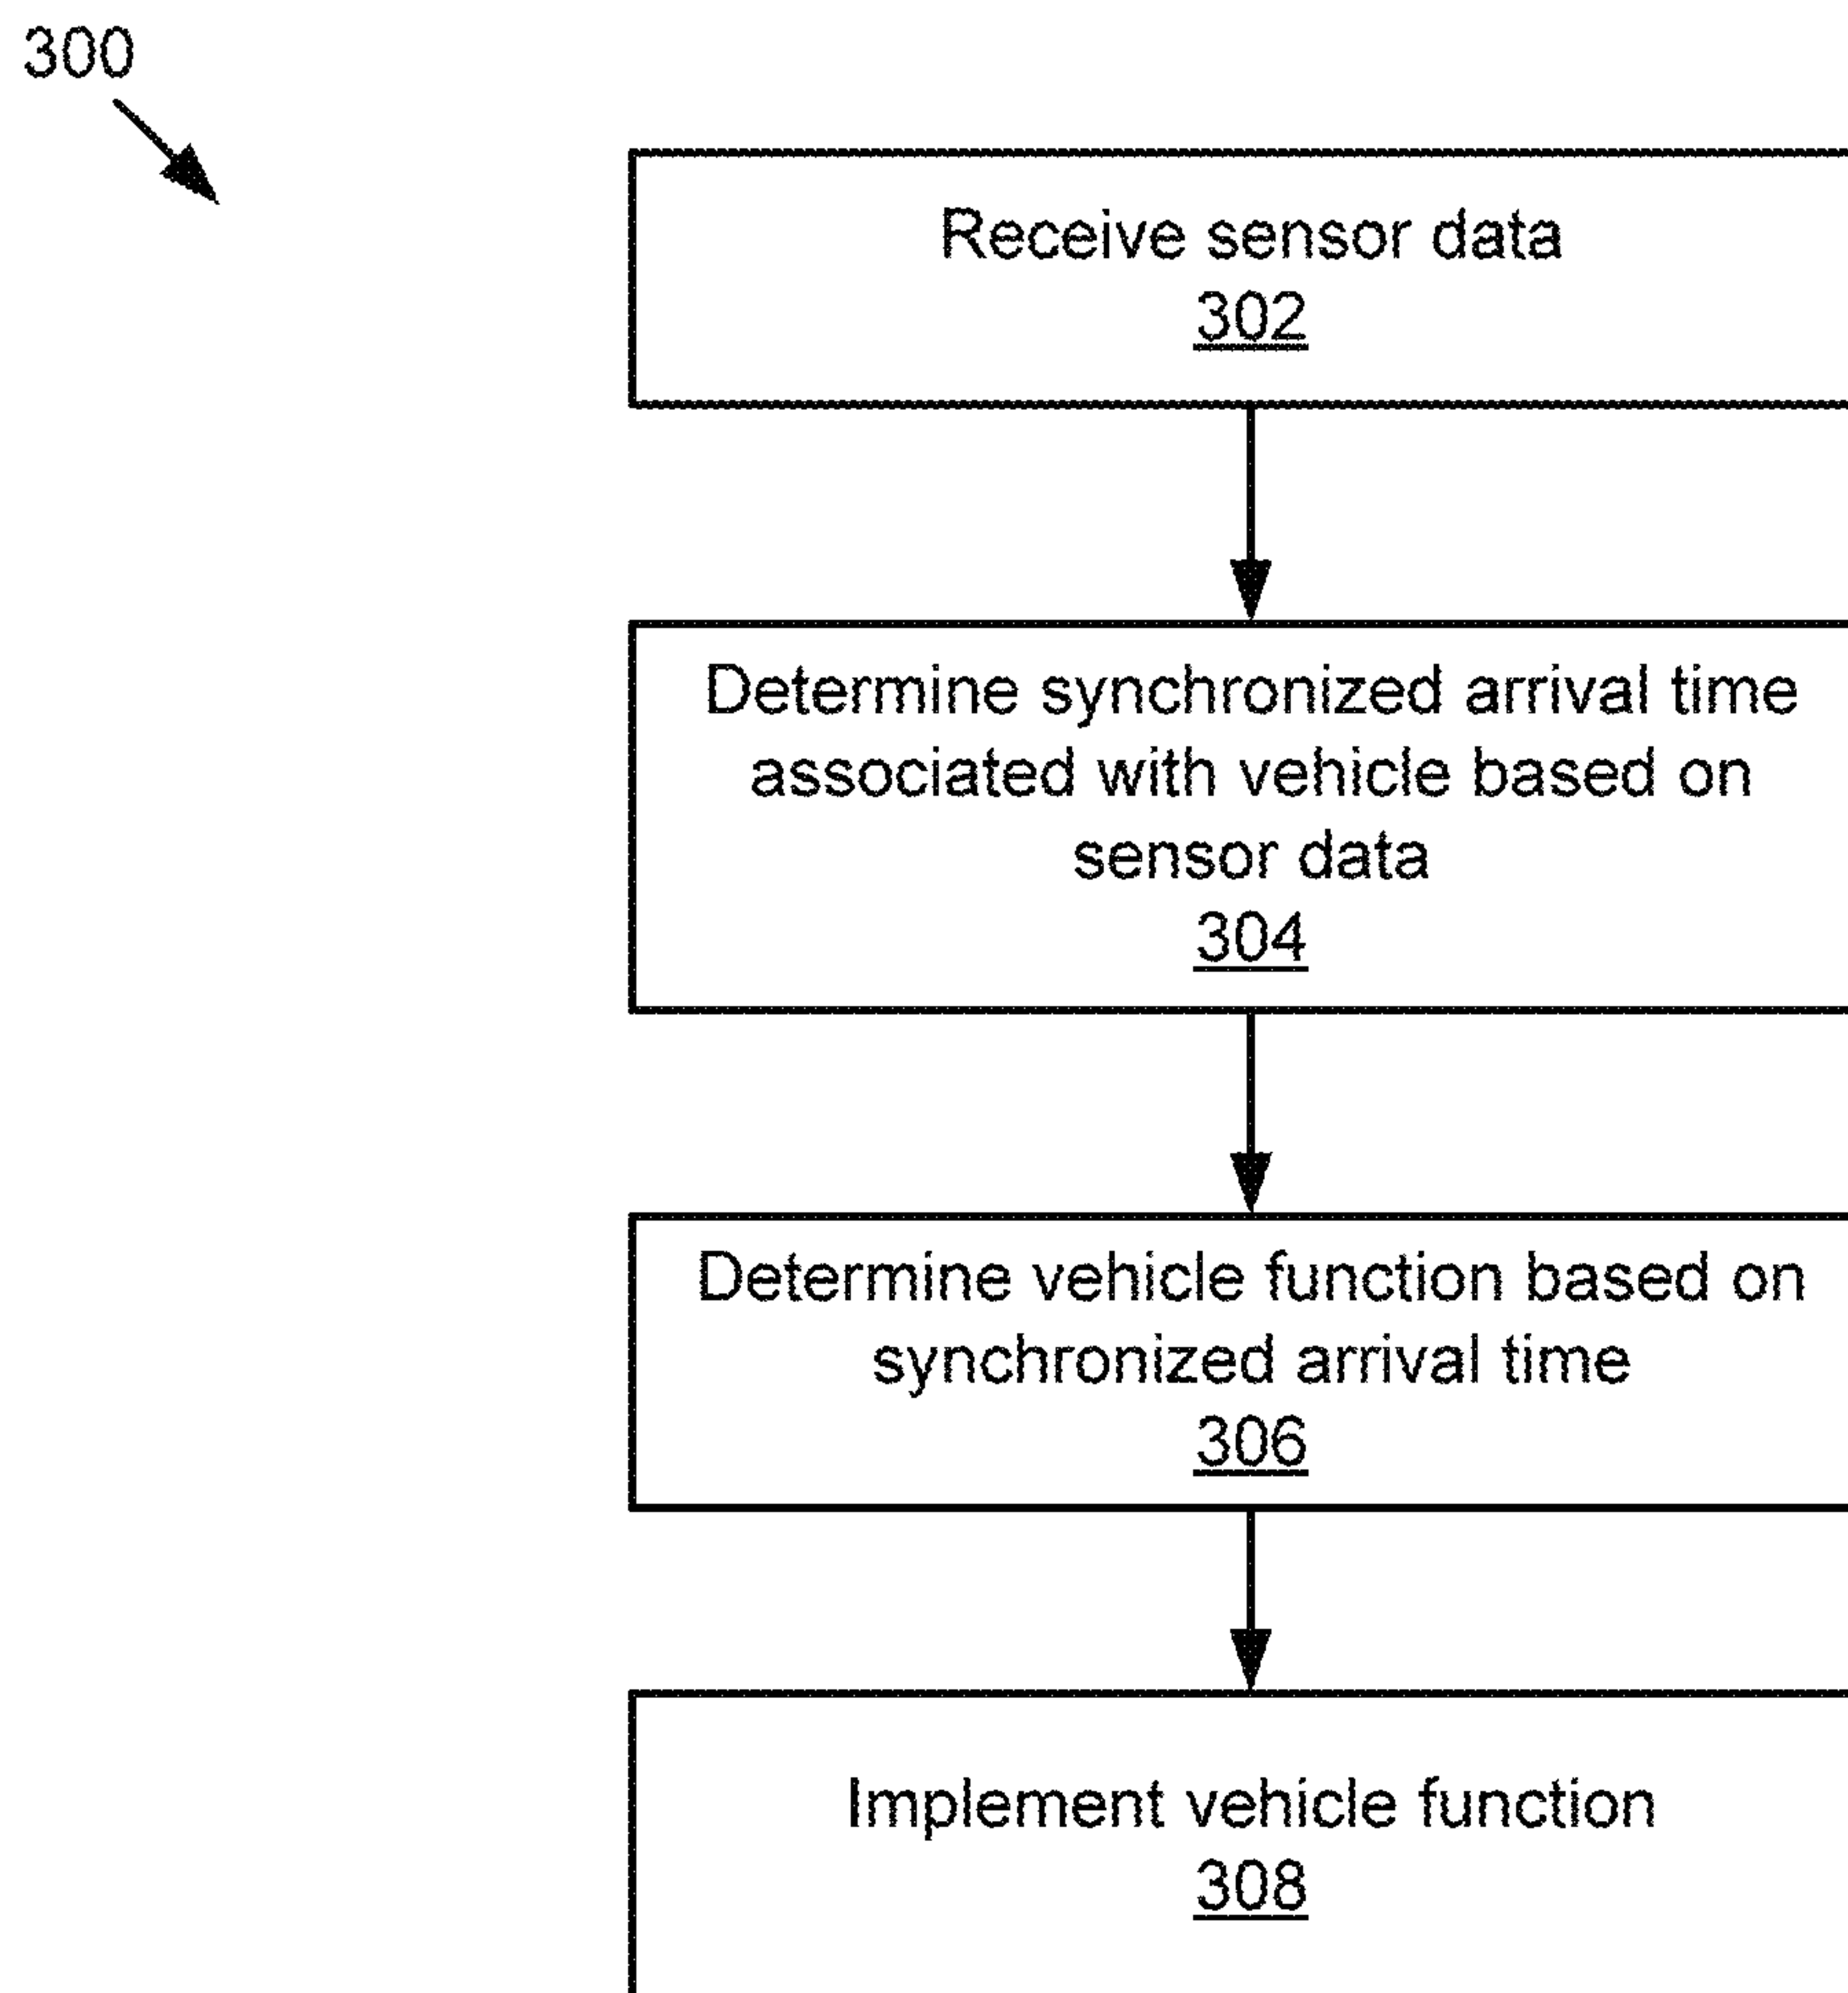 300
Receive sensor data
302
Determine synchronized arrival time
associated with vehicle based on
sensor data
304
Determine vehicle function based on
synchronized arrival time
306
Implement vehicle function
308